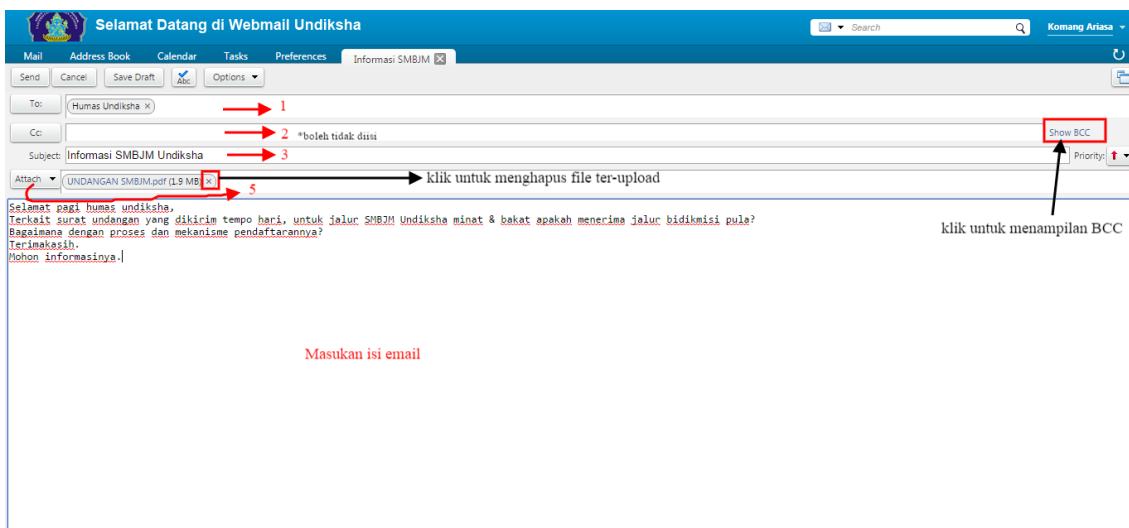 Selamat Datang di Webmail Undiksha
Search
Komang Ariasa
Mail Address Book Calendar Tasks Preferences Informasi SMBJM
Send Cancel Save Draft Abc Options
To: Humas Undiksha × 1
Cc: 2 *boleh tidak diisi Show BCC
Subject: Informasi SMBJM Undiksha 3 Priority:
Attach UNDANGAN SMBJM.pdf (1.9 MB) × klik untuk menghapus file ter-upload
5
Selamat pagi humas undiksha,
Terkait surat undangan yang dikirim tempo hari, untuk jalur SMBJM Undiksha minat & bakat apakah menerima jalur bidikmisi pula?
Bagaimana dengan proses dan mekanisme pendaftarannya?
klik untuk menampilan BCC
Terimakasih.
Mohon informasinya.
Masukan isi email